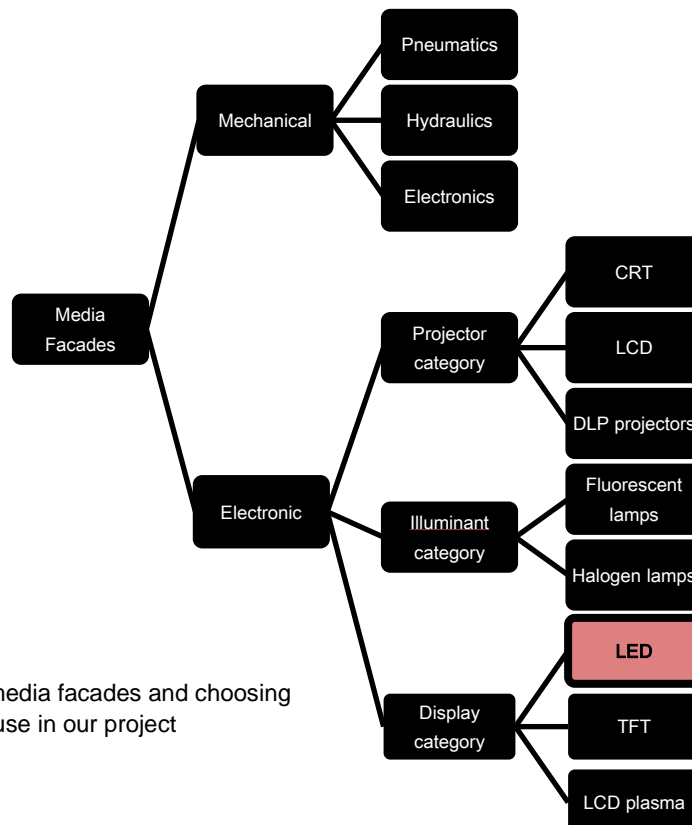 Pneumatics
Mechanical
Hydraulics
Electronics
Media
Facades
CRT
Projector
category
LCD
DLP projectors
Electronic
Illuminant
category
Fluorescent
lamps
Halogen lamps
LED
Display
category
TFT
LCD plasma
media facades and choosing
use in our project